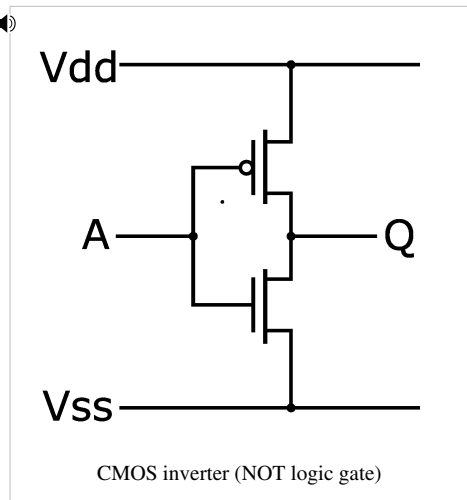 Vdd
A
Q
Vss
CMOS inverter (NOT logic gate)